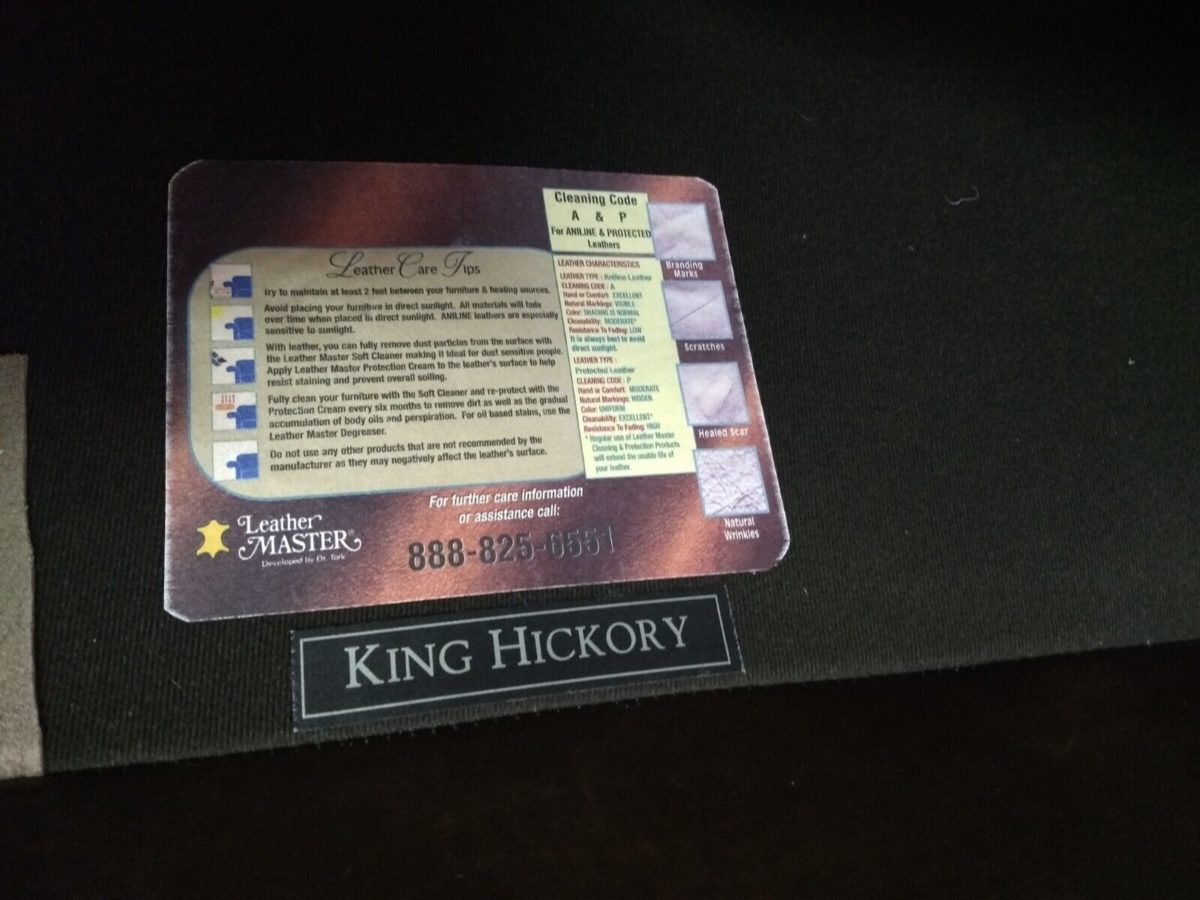 Cleaning Code
A & P
For ANILINE & PROTECTED
Leathers
Leather Care Tips
Try to maintain at least 2 feet between your furniture & heating sources.
Avoid placing your furniture in direct sunlight. All materials will fade
over time when placed in direct sunlight. ANILINE leathers are especially
sensitive to sunlight.
With leather, you can fully remove dust particles from the surface with
the Leather Master Soft Cleaner making it ideal for dust sensitive people.
Apply Leather Master Protection Cream to the leather's surface to help
resist staining and prevent overall soiling.
Fully clean your furniture with the Soft Cleaner and re-protect with the
Protection Cream every six months to remove dirt as well as the gradual
accumulation of body oils and perspiration. For oil based stains, use the
Leather Master Degreaser.
Do not use any other products that are not recommended by the
manufacturer as they may negatively affect the leather's surface.
LEATHER CHARACTERISTICS
LEATHER TYPE : Aniline Leather
CLEANING CODE : A
Hand or Comfort: EXCELLENT
Natural Markings: VISIBLE
Color: SHADING IS NORMAL
Cleanability: MODERATE*
Resistance To Fading: LOW
It is always best to avoid
direct sunlight.
LEATHER TYPE :
Protected Leather
CLEANING CODE : P
Hand or Comfort: MODERATE
Natural Markings: HIDDEN
Color: UNIFORM
Cleanability: EXCELLENT*
Resistance To Fading: HIGH
* Regular use of Leather Master
Cleaning & Protection Products
will extend the usable life of
your leather.
Branding
Marks
Scratches
Healed Scar
Natural
Wrinkles
For further care information
or assistance call:
888-825-6551
Leather
MASTER®
Developed by Dr. Tork
KING HICKORY